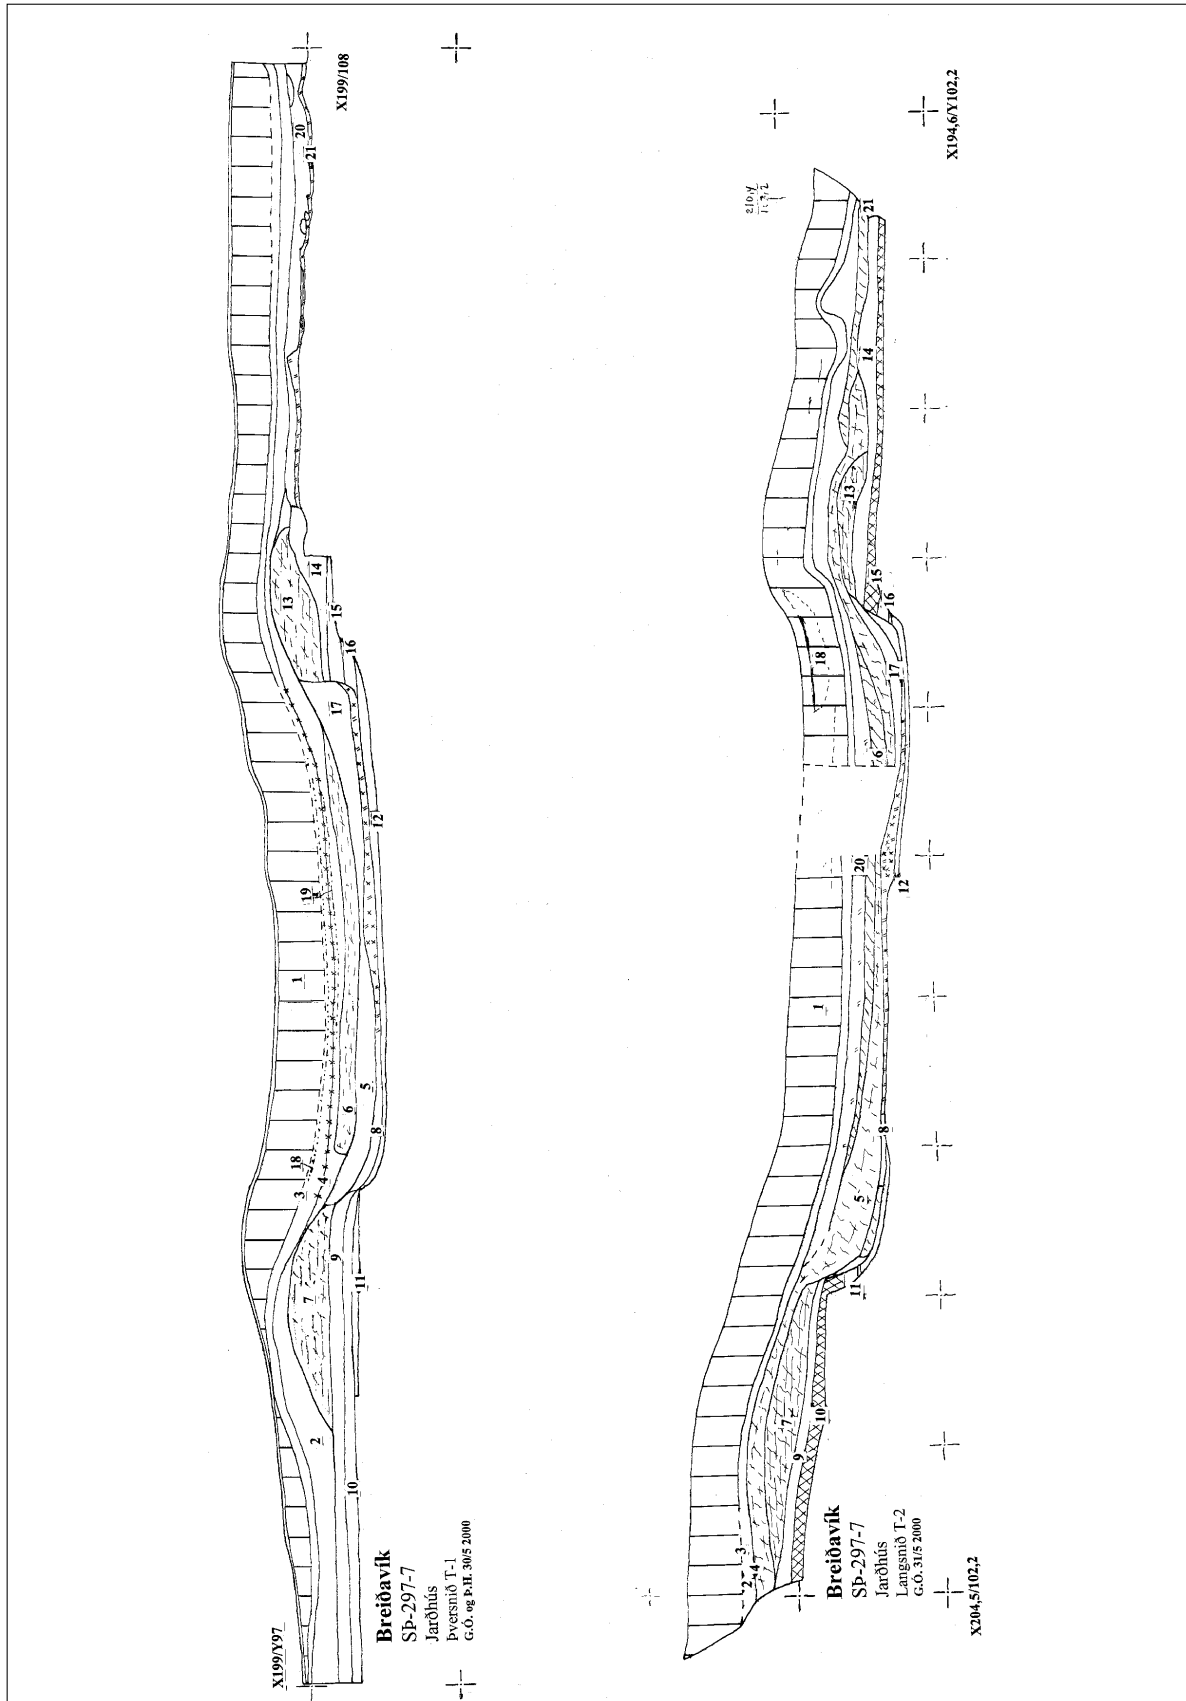 X199/Y97
2
10
7
9
11
3
18
4
6
5
8
1
19
12
17
16
15
14
13
20
21
X199/108
Breiðavík
SÞ-297-7
Jarðhús
Þversnið T-1
G.Ó. og Þ.H. 30/5 2000
2
3
4
7
9
10
11
5
8
1
20
12
6
17
18
16
15
13
14
21
X194,6/Y102,2
Breiðavík
SÞ-297-7
Jarðhús
Langsnið T-2
G.Ó. 31/5 2000
X204,5/102,2